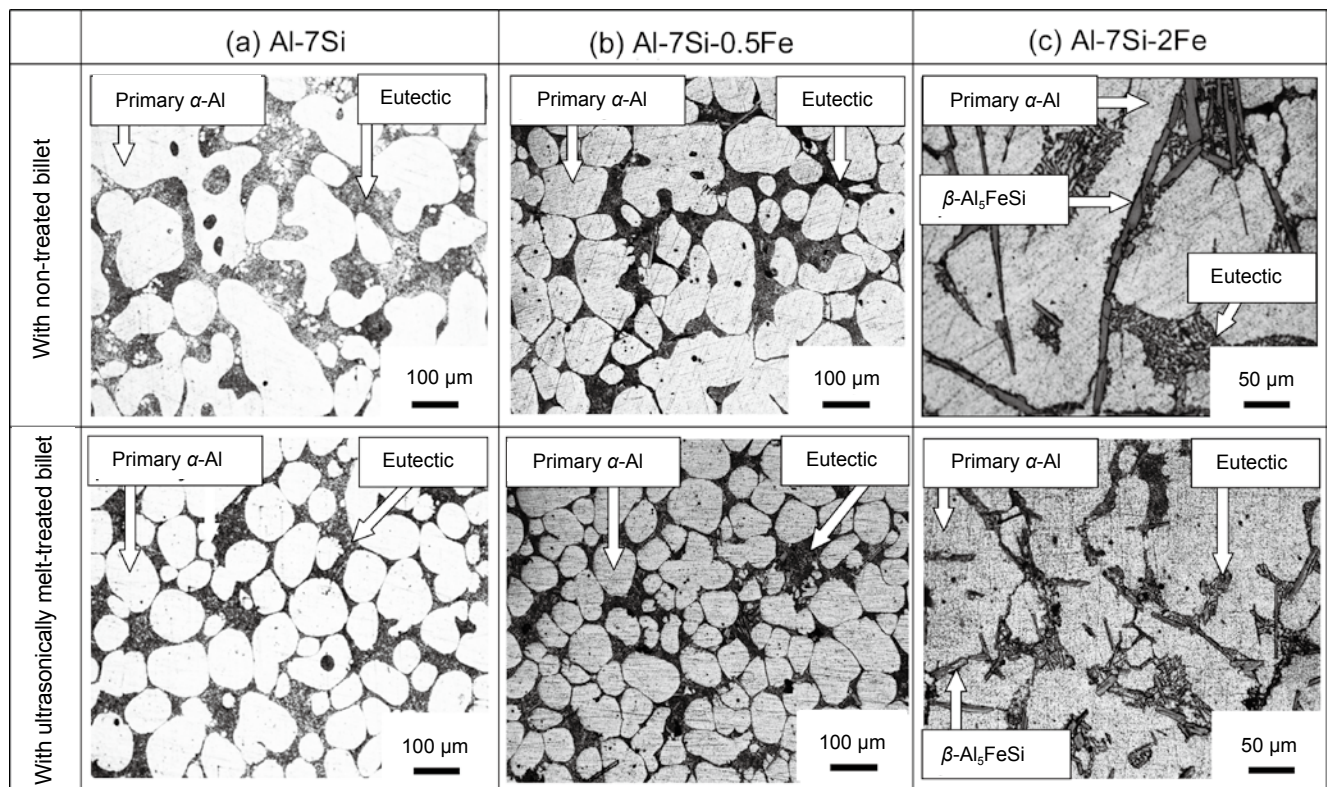 (a) Al-7Si
(b) Al-7Si-0.5Fe
(c) Al-7Si-2Fe
With non-treated billet
Primary α-Al
Eutectic
100 μm
Primary α-Al
Eutectic
100 μm
Primary α-Al
β-Al₅FeSi
Eutectic
50 μm
With ultrasonically melt-treated billet
Primary α-Al
Eutectic
100 μm
Primary α-Al
Eutectic
100 μm
Primary α-Al
Eutectic
β-Al₅FeSi
50 μm